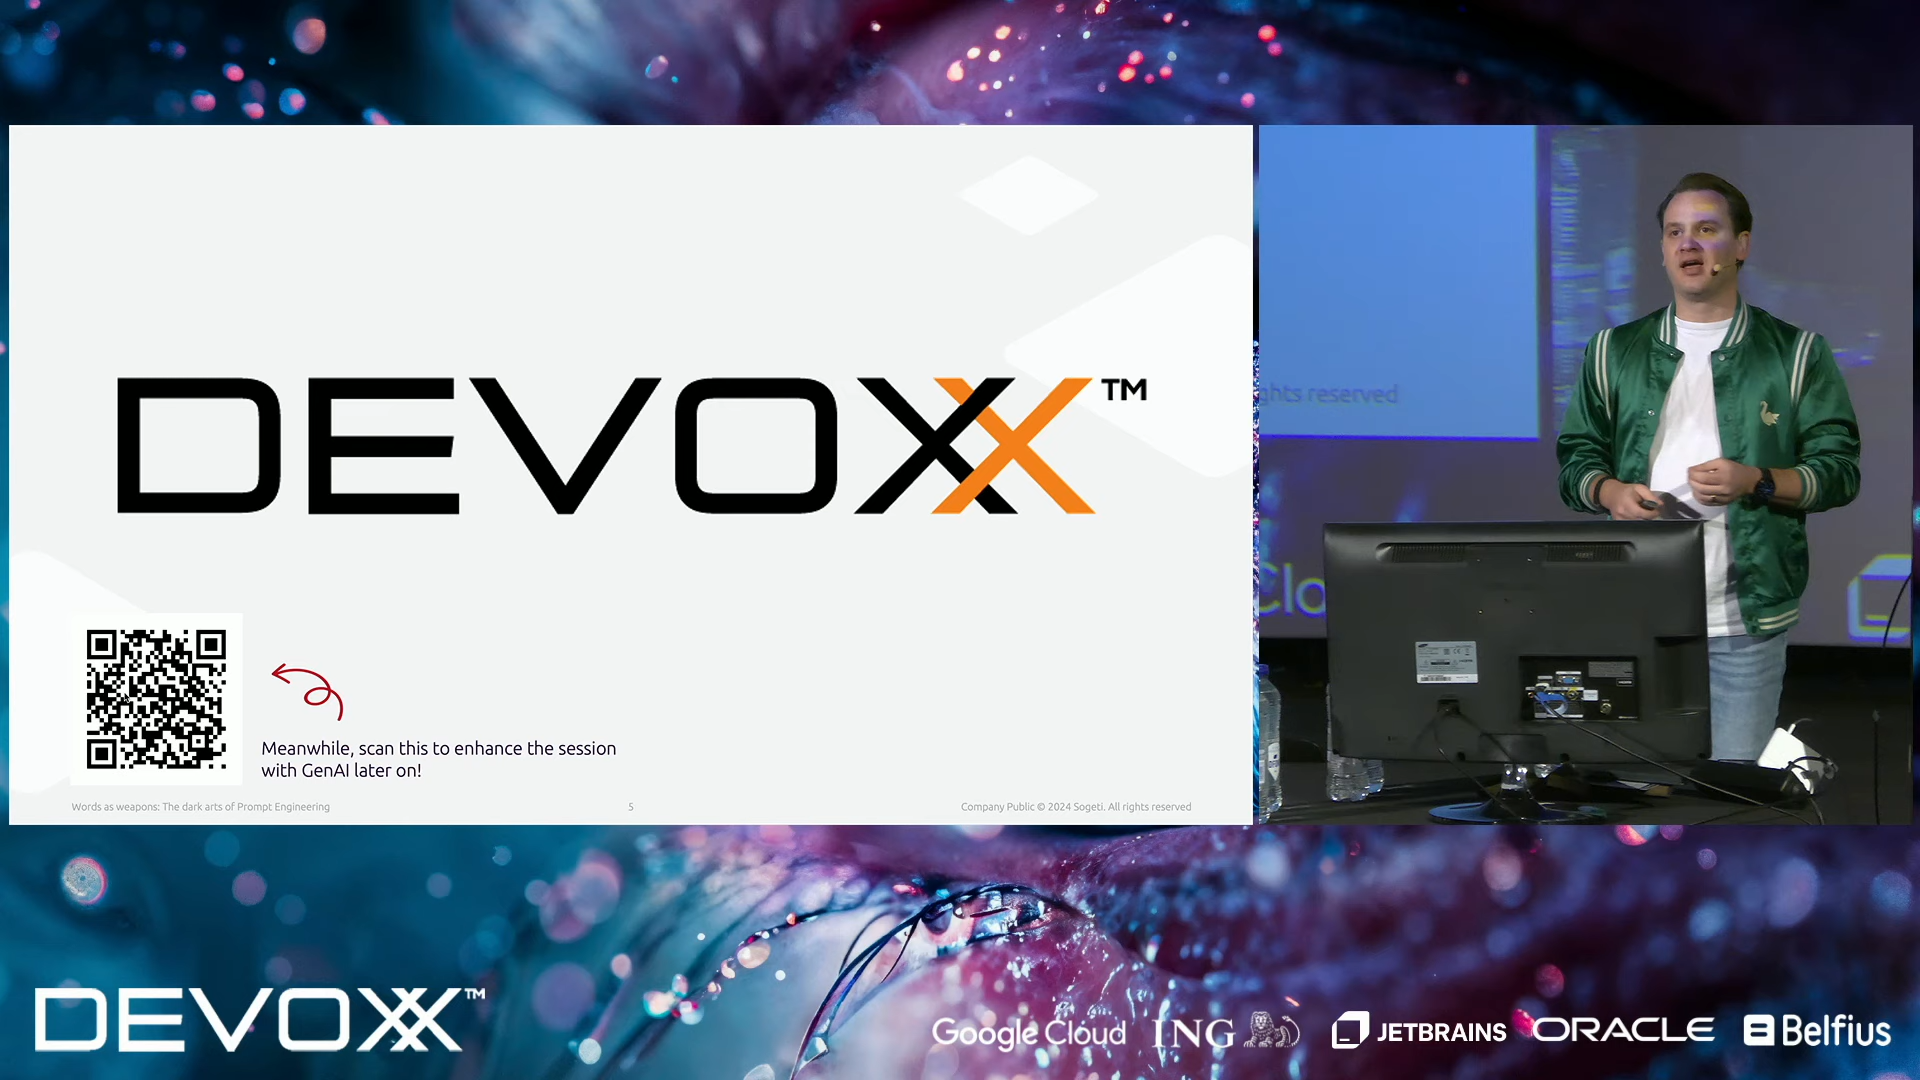 DEVOXX™
Meanwhile, scan this to enhance the session
with GenAI later on!
Words as weapons: The dark arts of Prompt Engineering
5
Company Public © 2024 Sogeti. All rights reserved
ghts reserved
Clo
DEVOXX™
Google Cloud
ING
JETBRAINS
ORACLE
Belfius